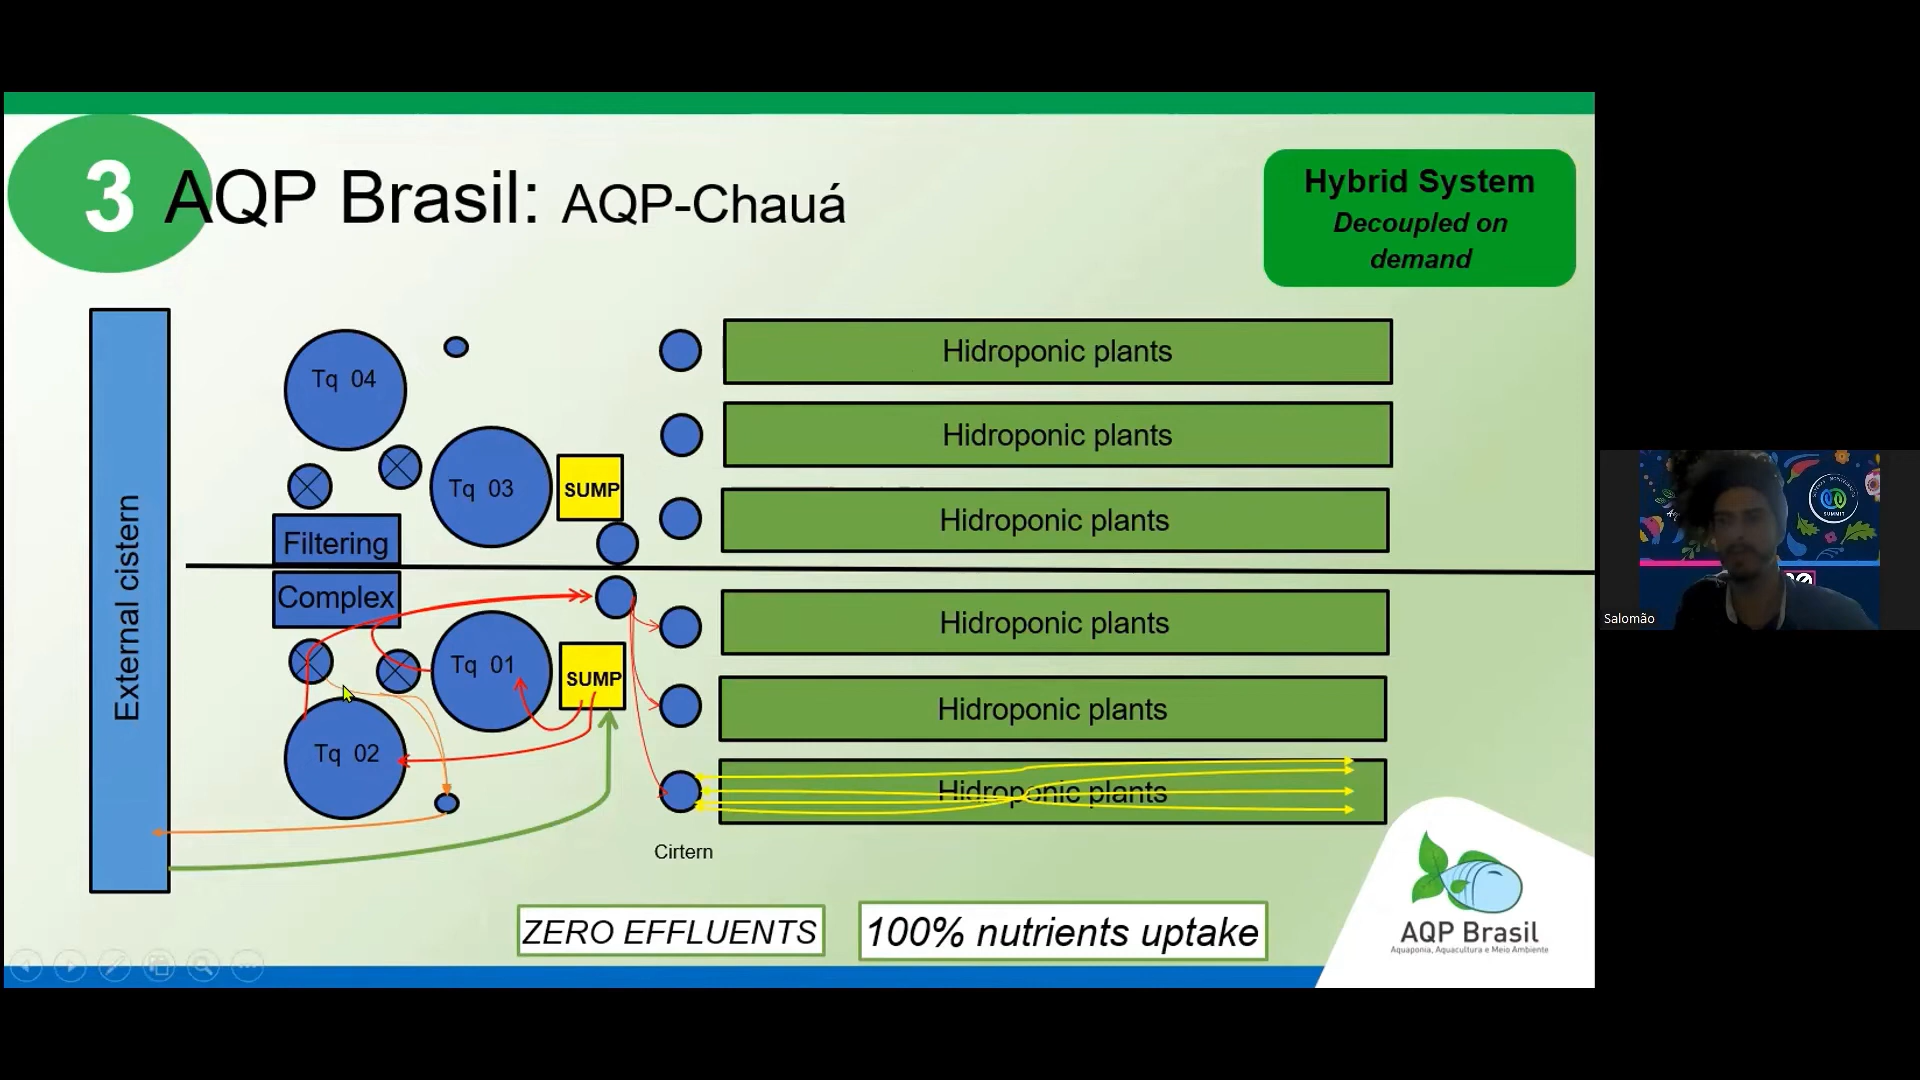 3 AQP Brasil: AQP-Chauá
Hybrid System
Decoupled on
demand
External cistern
Tq 04
Tq 03
SUMP
Filtering
Complex
Tq 01
SUMP
Tq 02
Hidroponic plants
Hidroponic plants
Hidroponic plants
Hidroponic plants
Hidroponic plants
Hidroponic plants
Cirtern
ZERO EFFLUENTS
100% nutrients uptake
AQP Brasil
Aquaponia, Aquacultura e Meio Ambiente
SUMMIT
Salomão